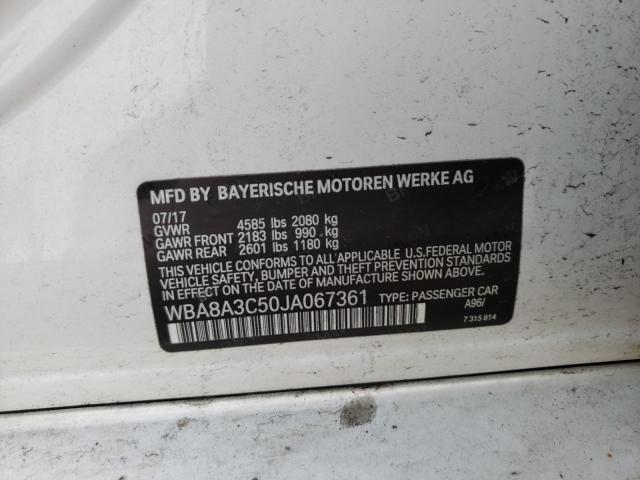 MFD BY BAYERISCHE MOTOREN WERKE AG
07/17
GVWR 4585 lbs 2080 kg
GAWR FRONT 2183 lbs 990 kg
GAWR REAR 2601 lbs 1180 kg
THIS VEHICLE CONFORMS TO ALL APPLICABLE U.S.FEDERAL MOTOR
VEHICLE SAFETY, BUMPER AND THEFT PREVENTION STANDARDS
IN EFFECT ON THE DATE OF MANUFACTURE SHOWN ABOVE.
WBA8A3C50JA067361 TYPE: PASSENGER CAR
A96/
7 315 814